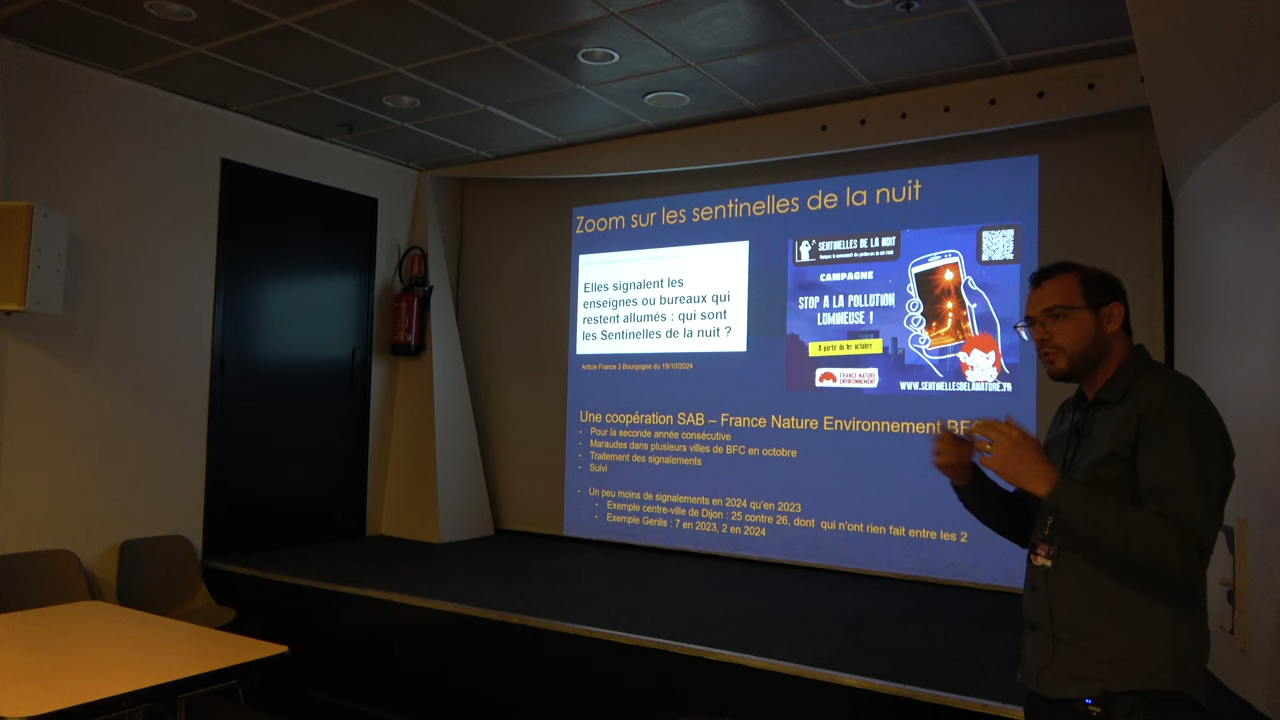 Zoom sur les sentinelles de la nuit
Elles signalent les
enseignes ou bureaux qui
restent allumés : qui sont
les Sentinelles de la nuit ?
Article France 3 Bourgogne du 19/10/2024
SENTINELLES DE LA NUIT
CAMPAGNE
STOP A LA POLLUTION
LUMINEUSE !
A partir du 1er octobre
FRANCE NATURE
ENVIRONNEMENT
WWW.SENTINELLESDELANATURE.FR
Une coopération SAB – France Nature Environnement BFC
- Pour la seconde année consécutive
- Maraudes dans plusieurs villes de BFC en octobre
- Traitement des signalements
- Suivi
- Un peu moins de signalements en 2024 qu'en 2023
- Exemple centre-ville de Dijon : 25 contre 26, dont qui n'ont rien fait entre les 2
- Exemple Genlis : 7 en 2023, 2 en 2024